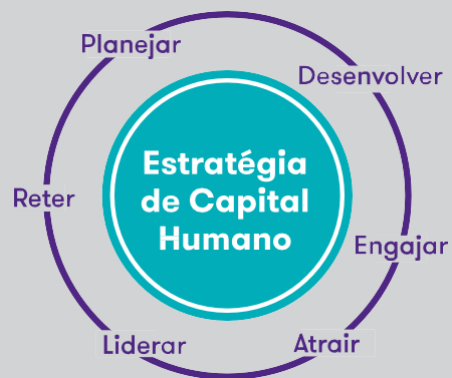 Planejar
Desenvolver
Estratégia
de Capital
Humano
Reter
Engajar
Liderar
Atrair